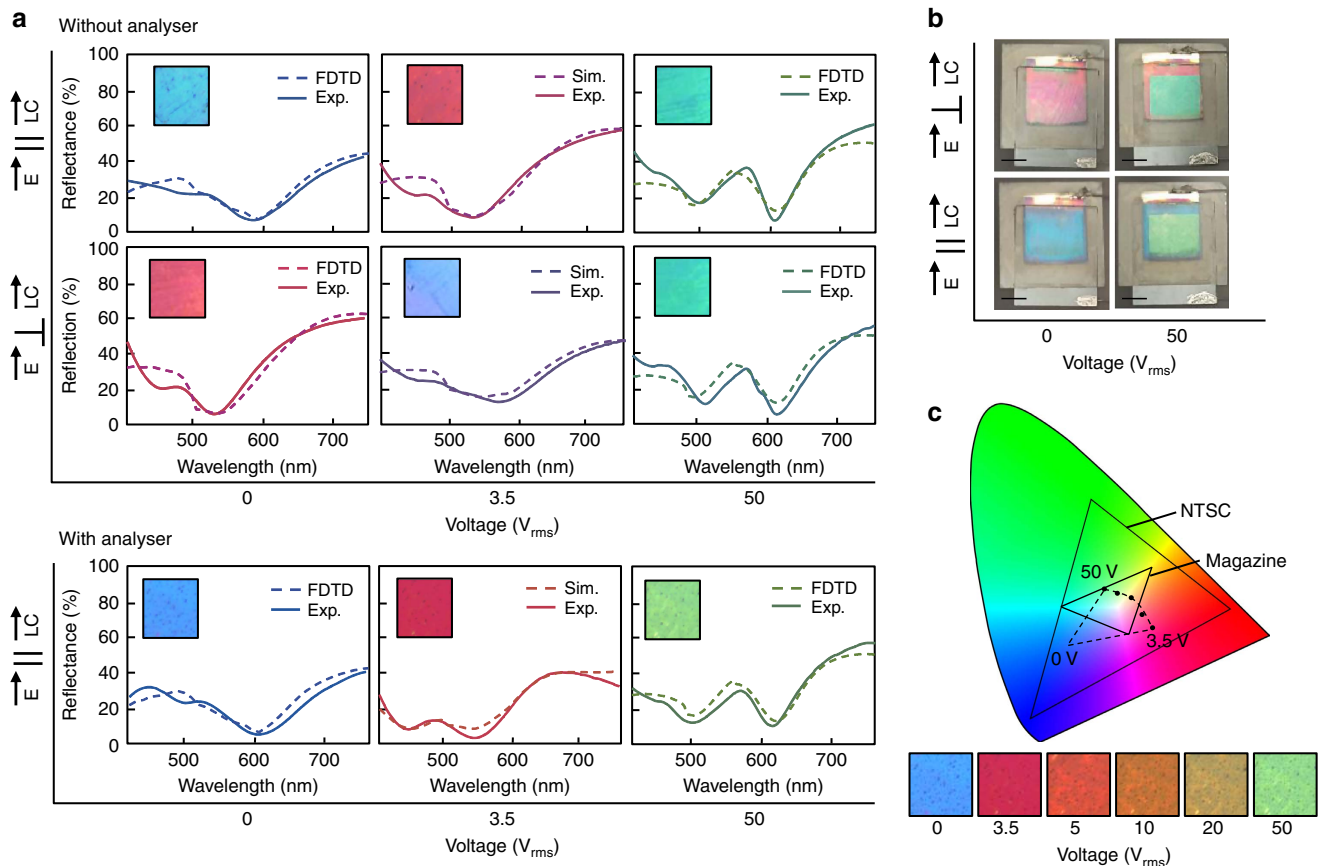 a
Without analyser
Reflectance (%)
100
80
60
40
20
0
E LC
FDTD
Exp.
Sim.
Exp.
FDTD
Exp.
Reflection (%)
100
80
60
40
20
0
E LC
FDTD
Exp.
Sim.
Exp.
FDTD
Exp.
500 600 700
500 600 700
500 600 700
Wavelength (nm) Wavelength (nm) Wavelength (nm)
0 3.5 50
Voltage (Vrms)
With analyser
Reflectance (%)
100
80
60
40
20
0
E || LC
FDTD
Exp.
Sim.
Exp.
FDTD
Exp.
500 600 700
500 600 700
500 600 700
Wavelength (nm) Wavelength (nm) Wavelength (nm)
0 3.5 50
Voltage (Vrms)
b
E LC
E LC
0 50
Voltage (Vrms)
c
NTSC
Magazine
50 V
3.5 V
0 V
0 3.5 5 10 20 50
Voltage (Vrms)